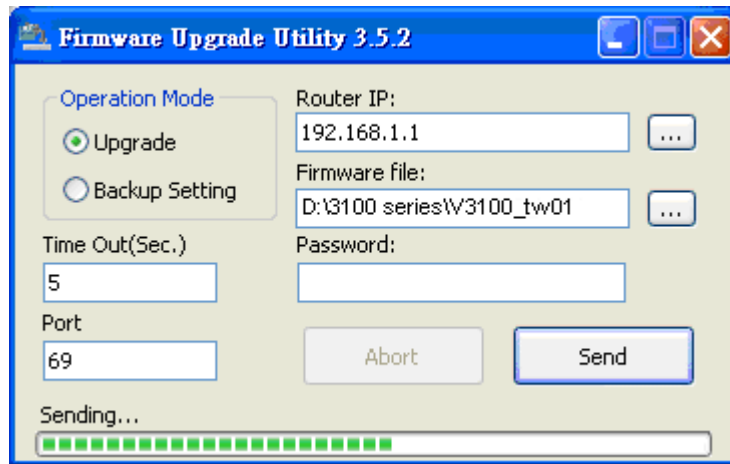 Firmware Upgrade Utility 3.5.2
Operation Mode
Upgrade
Backup Setting
Time Out(Sec.)
5
Port
69
Router IP:
192.168.1.1
...
Firmware file:
D:\3100 series\V3100_tw01
...
Password:
Abort
Send
Sending...